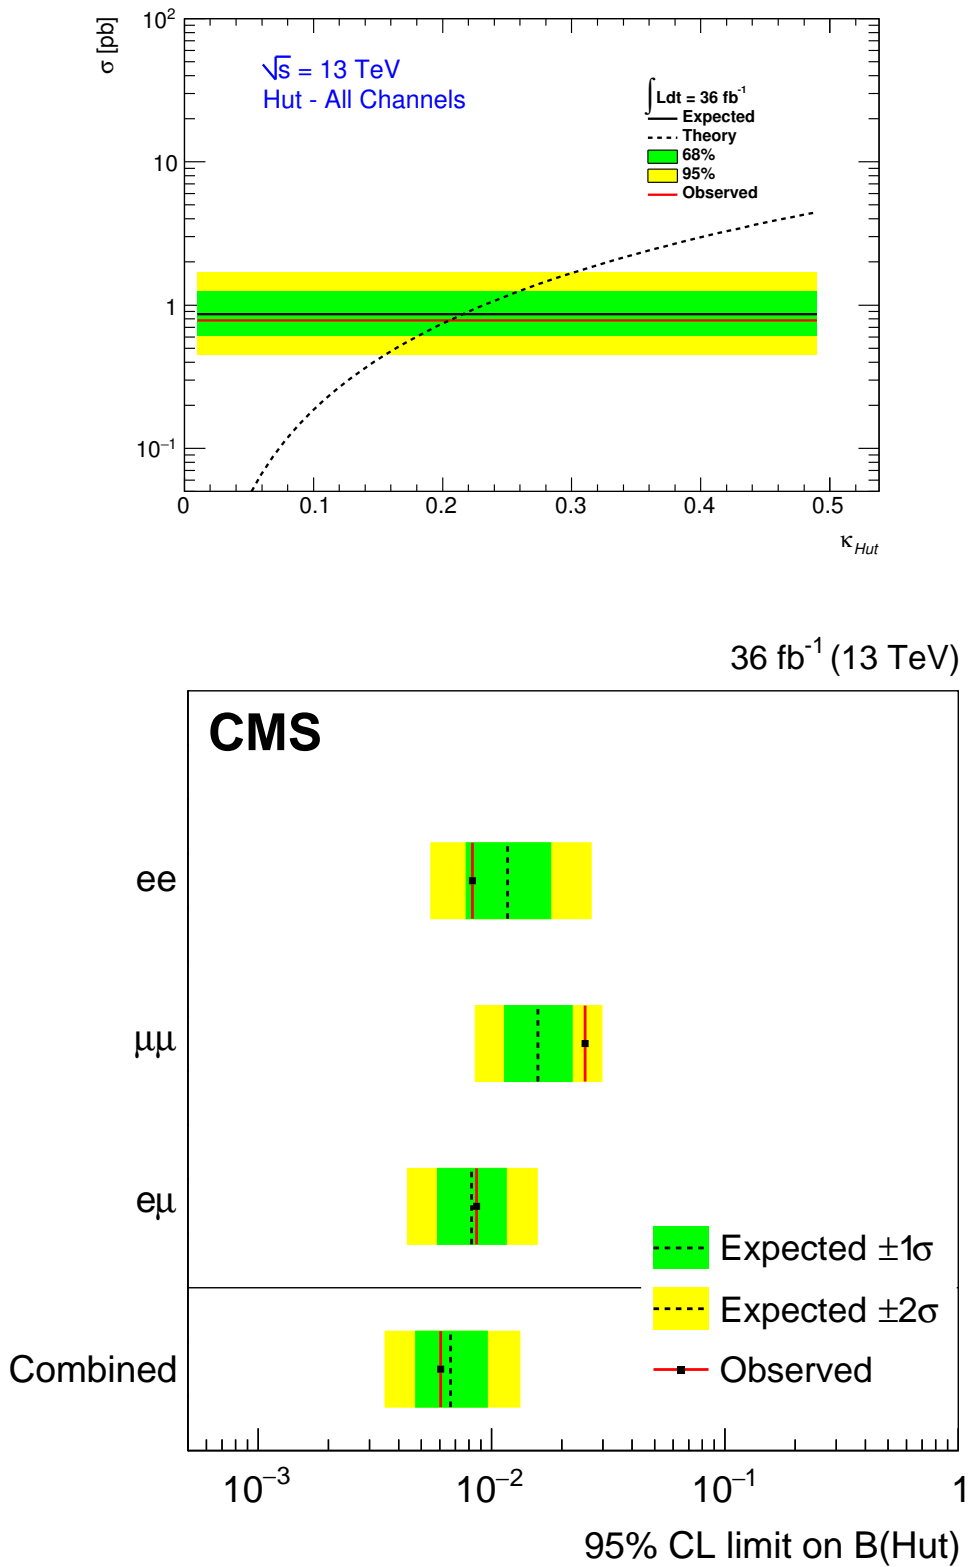 σ [pb]
10²
10
1
10⁻¹
√s = 13 TeV
Hut - All Channels
∫Ldt = 36 fb⁻¹
Expected
Theory
68%
95%
Observed
0 0.1 0.2 0.3 0.4 0.5
κ_Hut
36 fb⁻¹ (13 TeV)
CMS
ee
μμ
eμ
Combined
Expected ±1σ
Expected ±2σ
Observed
10⁻³ 10⁻² 10⁻¹ 1
95% CL limit on B(Hut)